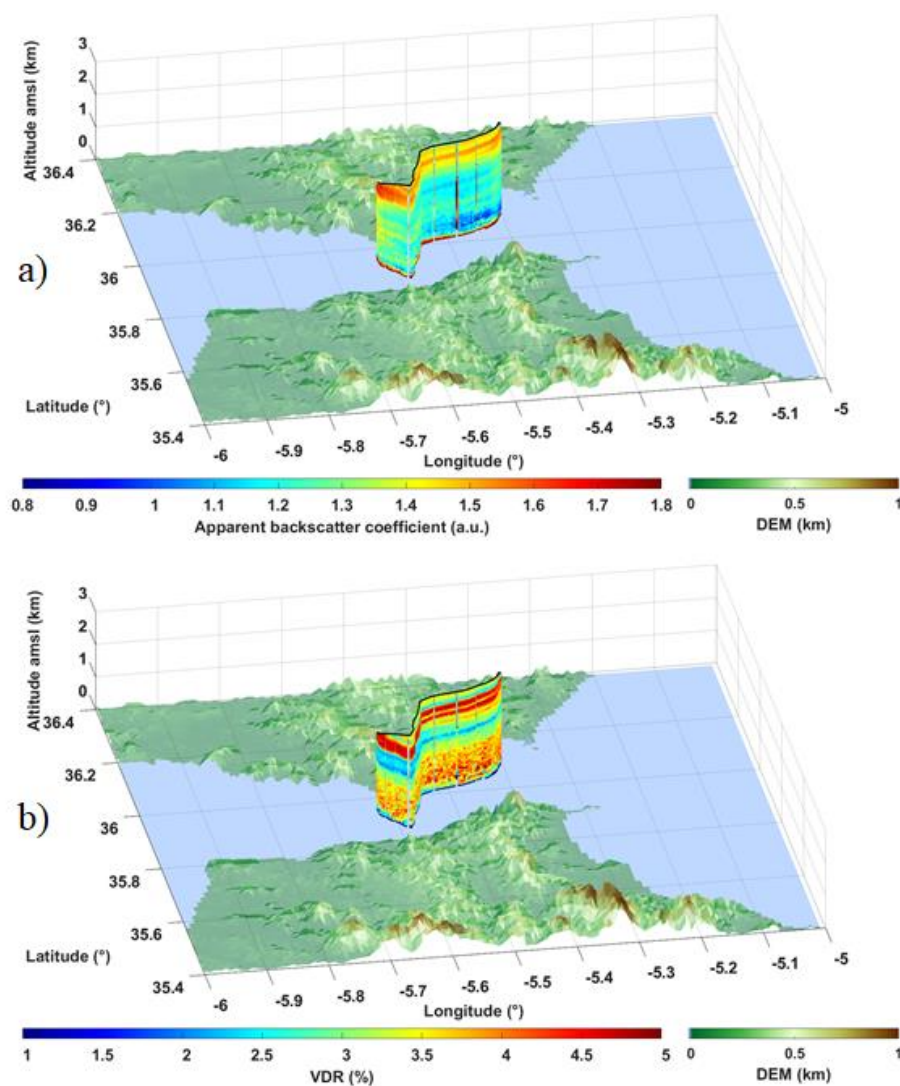 a)
Altitude amsl (km)
3
2
1
0
36.4
36.2
36
35.8
35.6
35.4
Latitude (°)
-6
-5.9
-5.8
-5.7
-5.6
-5.5
-5.4
-5.3
-5.2
-5.1
-5
Longitude (°)
0.8 0.9 1 1.1 1.2 1.3 1.4 1.5 1.6 1.7 1.8
Apparent backscatter coefficient (a.u.)
0 0.5 1
DEM (km)
b)
Altitude amsl (km)
3
2
1
0
36.4
36.2
36
35.8
35.6
35.4
Latitude (°)
-6
-5.9
-5.8
-5.7
-5.6
-5.5
-5.4
-5.3
-5.2
-5.1
-5
Longitude (°)
1 1.5 2 2.5 3 3.5 4 4.5 5
VDR (%)
0 0.5 1
DEM (km)